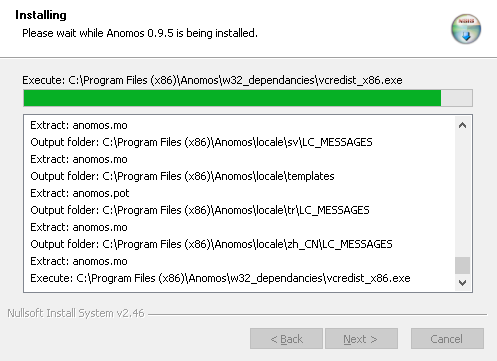 Installing
Please wait while Anomos 0.9.5 is being installed.
Execute: C:\Program Files (x86)\Anomos\w32_dependancies\vcredist_x86.exe
Extract: anomos.mo
Output folder: C:\Program Files (x86)\Anomos\locale\sv\LC_MESSAGES
Extract: anomos.mo
Output folder: C:\Program Files (x86)\Anomos\locale\templates
Extract: anomos.pot
Output folder: C:\Program Files (x86)\Anomos\locale\tr\LC_MESSAGES
Extract: anomos.mo
Output folder: C:\Program Files (x86)\Anomos\locale\zh_CN\LC_MESSAGES
Extract: anomos.mo
Execute: C:\Program Files (x86)\Anomos\w32_dependancies\vcredist_x86.exe
Nullsoft Install System v2.46
< Back
Next >
Cancel